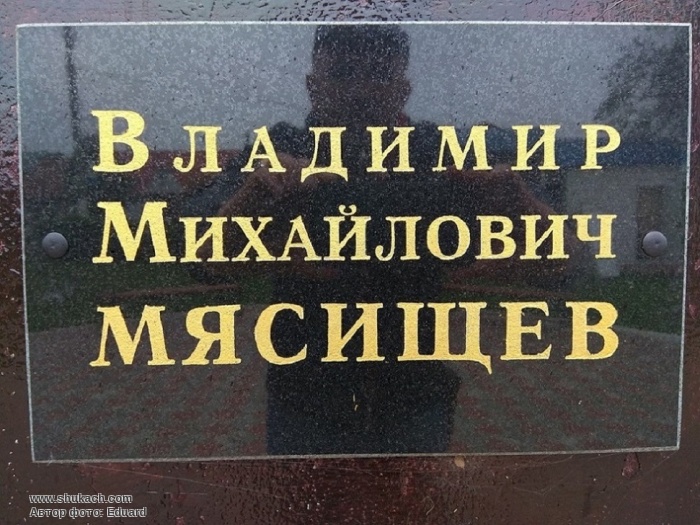 Владимир
Михайлович
МЯСИЩЕВ
www.shukach.com
Автор фото: Eduard